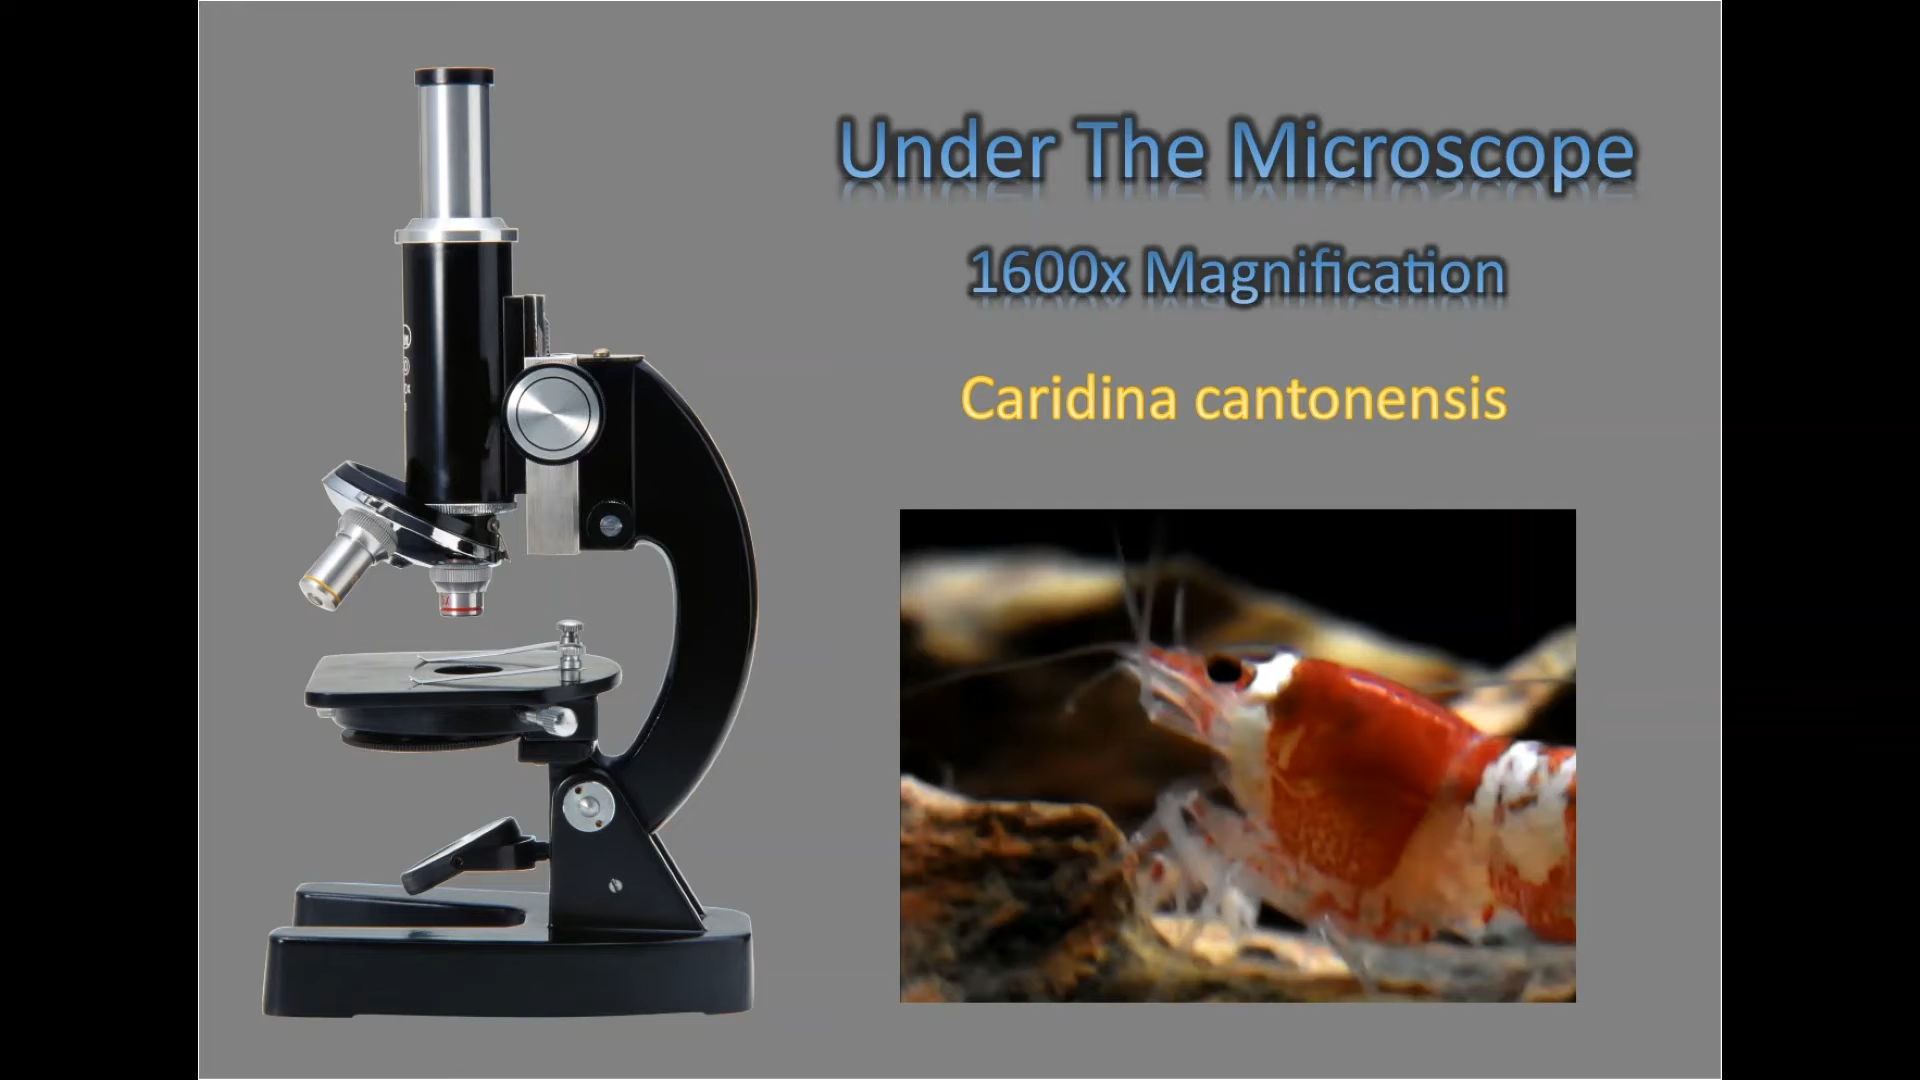 Under The Microscope
1600x Magnification
Caridina cantonensis